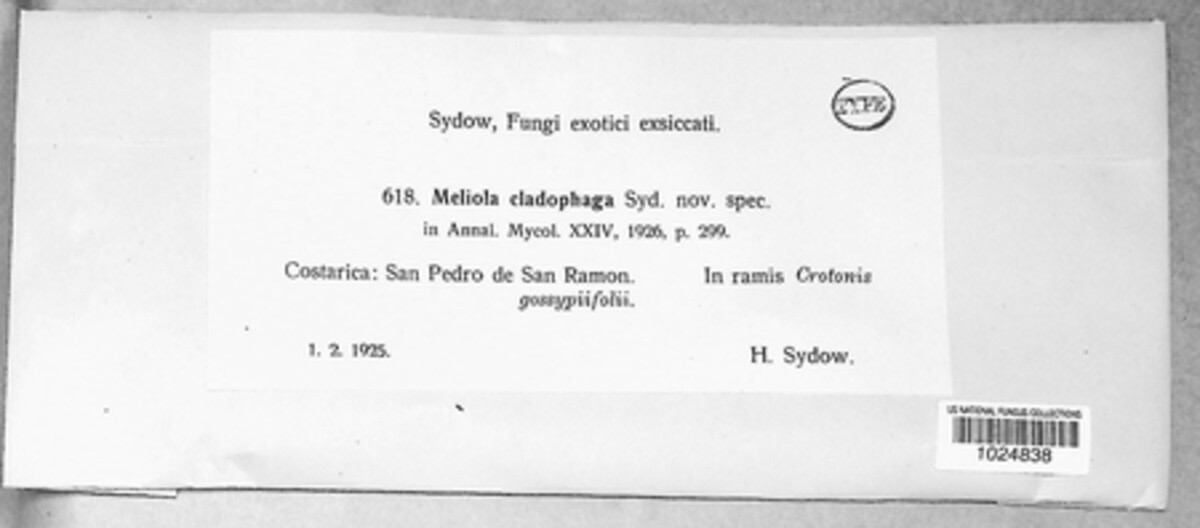 TYPE
Sydow, Fungi exotici exsiccati.
618. Meliola cladophaga Syd. nov. spec.
in Annal. Mycol. XXIV, 1926, p. 299.
Costarica: San Pedro de San Ramon. In ramis Crotonis
gossypiifolii.
1. 2. 1925. H. Sydow.
US NATIONAL FUNGUS COLLECTIONS
1024838